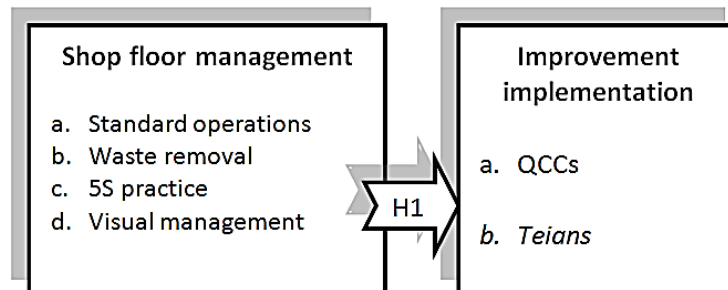 Shop floor management
a. Standard operations
b. Waste removal
c. 5S practice
d. Visual management
H1
Improvement
implementation
a. QCCs
b. Teians